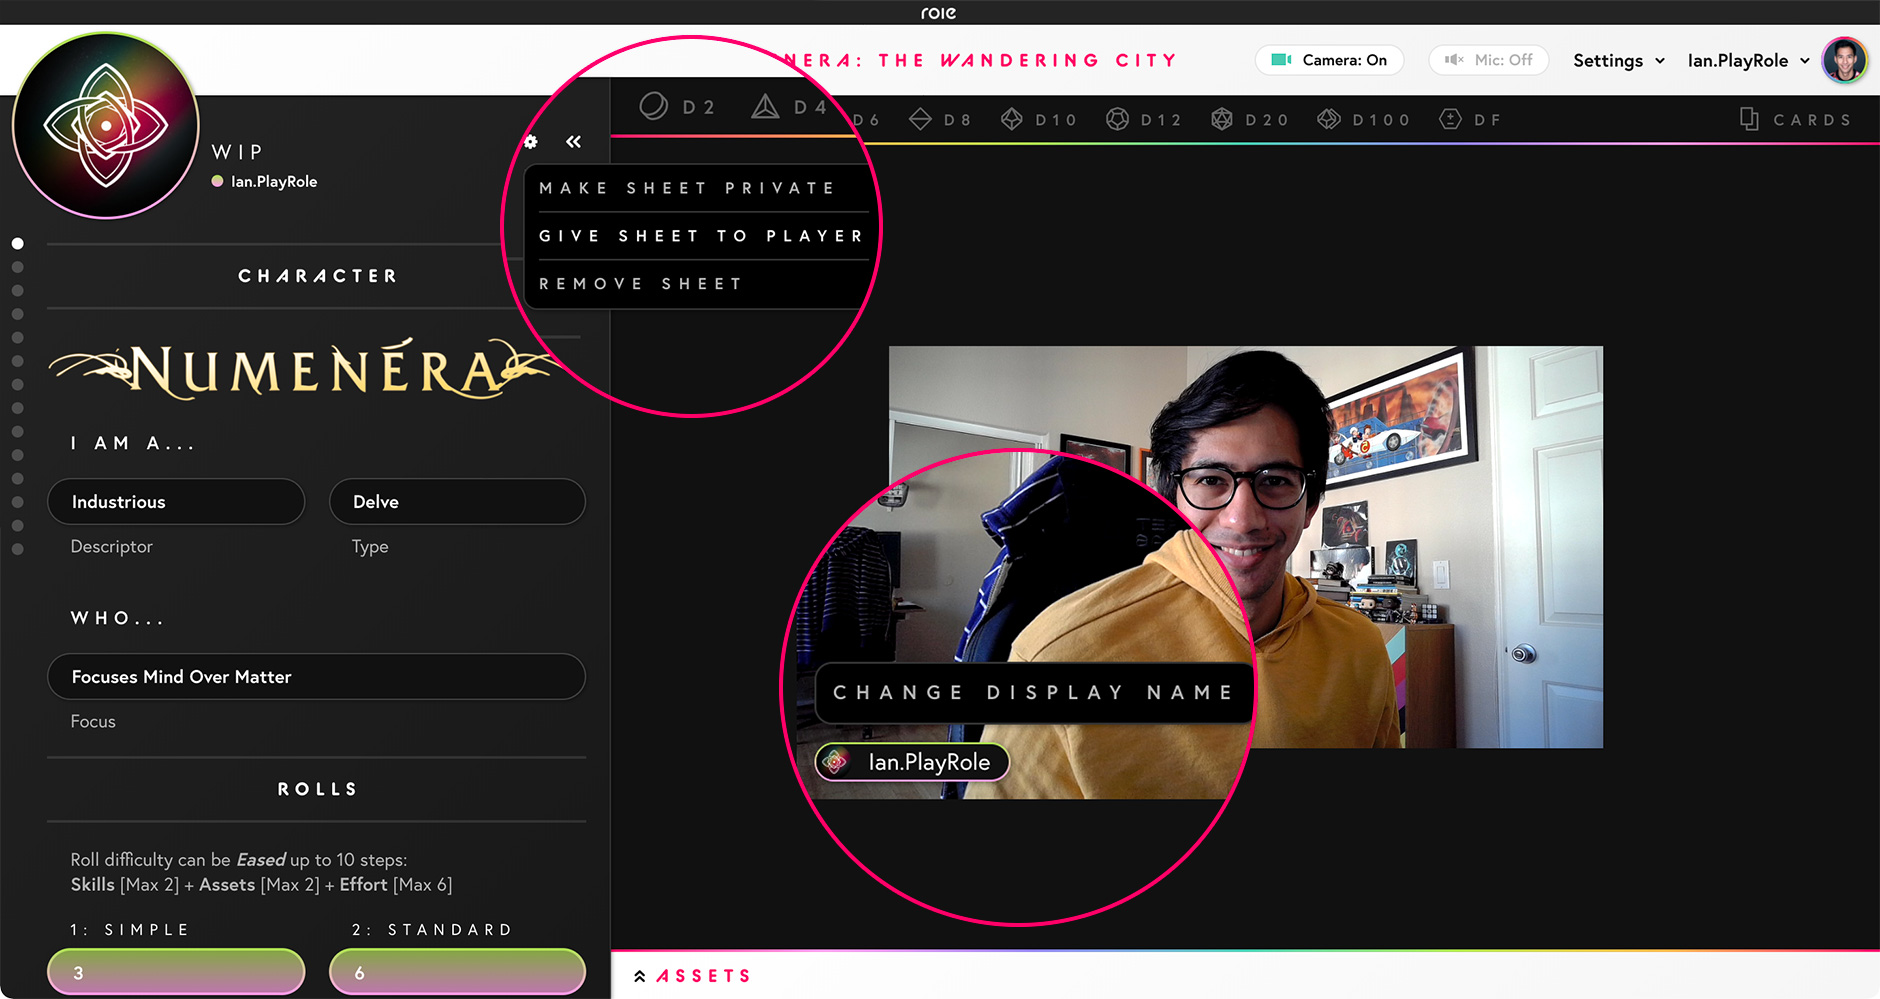 role
NERA: THE WANDERING CITY
Camera: On
Mic: Off
Settings
Ian.PlayRole
WIP
Ian.PlayRole
D2
D4
D6
D8
D10
D12
D20
D100
DF
CARDS
MAKE SHEET PRIVATE
GIVE SHEET TO PLAYER
REMOVE SHEET
CHARACTER
NUMENÉRA
I AM A...
Industrious
Delve
Descriptor
Type
WHO...
Focuses Mind Over Matter
Focus
CHANGE DISPLAY NAME
Ian.PlayRole
ROLLS
Roll difficulty can be Eased up to 10 steps:
Skills [Max 2] + Assets [Max 2] + Effort [Max 6]
1: SIMPLE
2: STANDARD
3
6
ASSETS